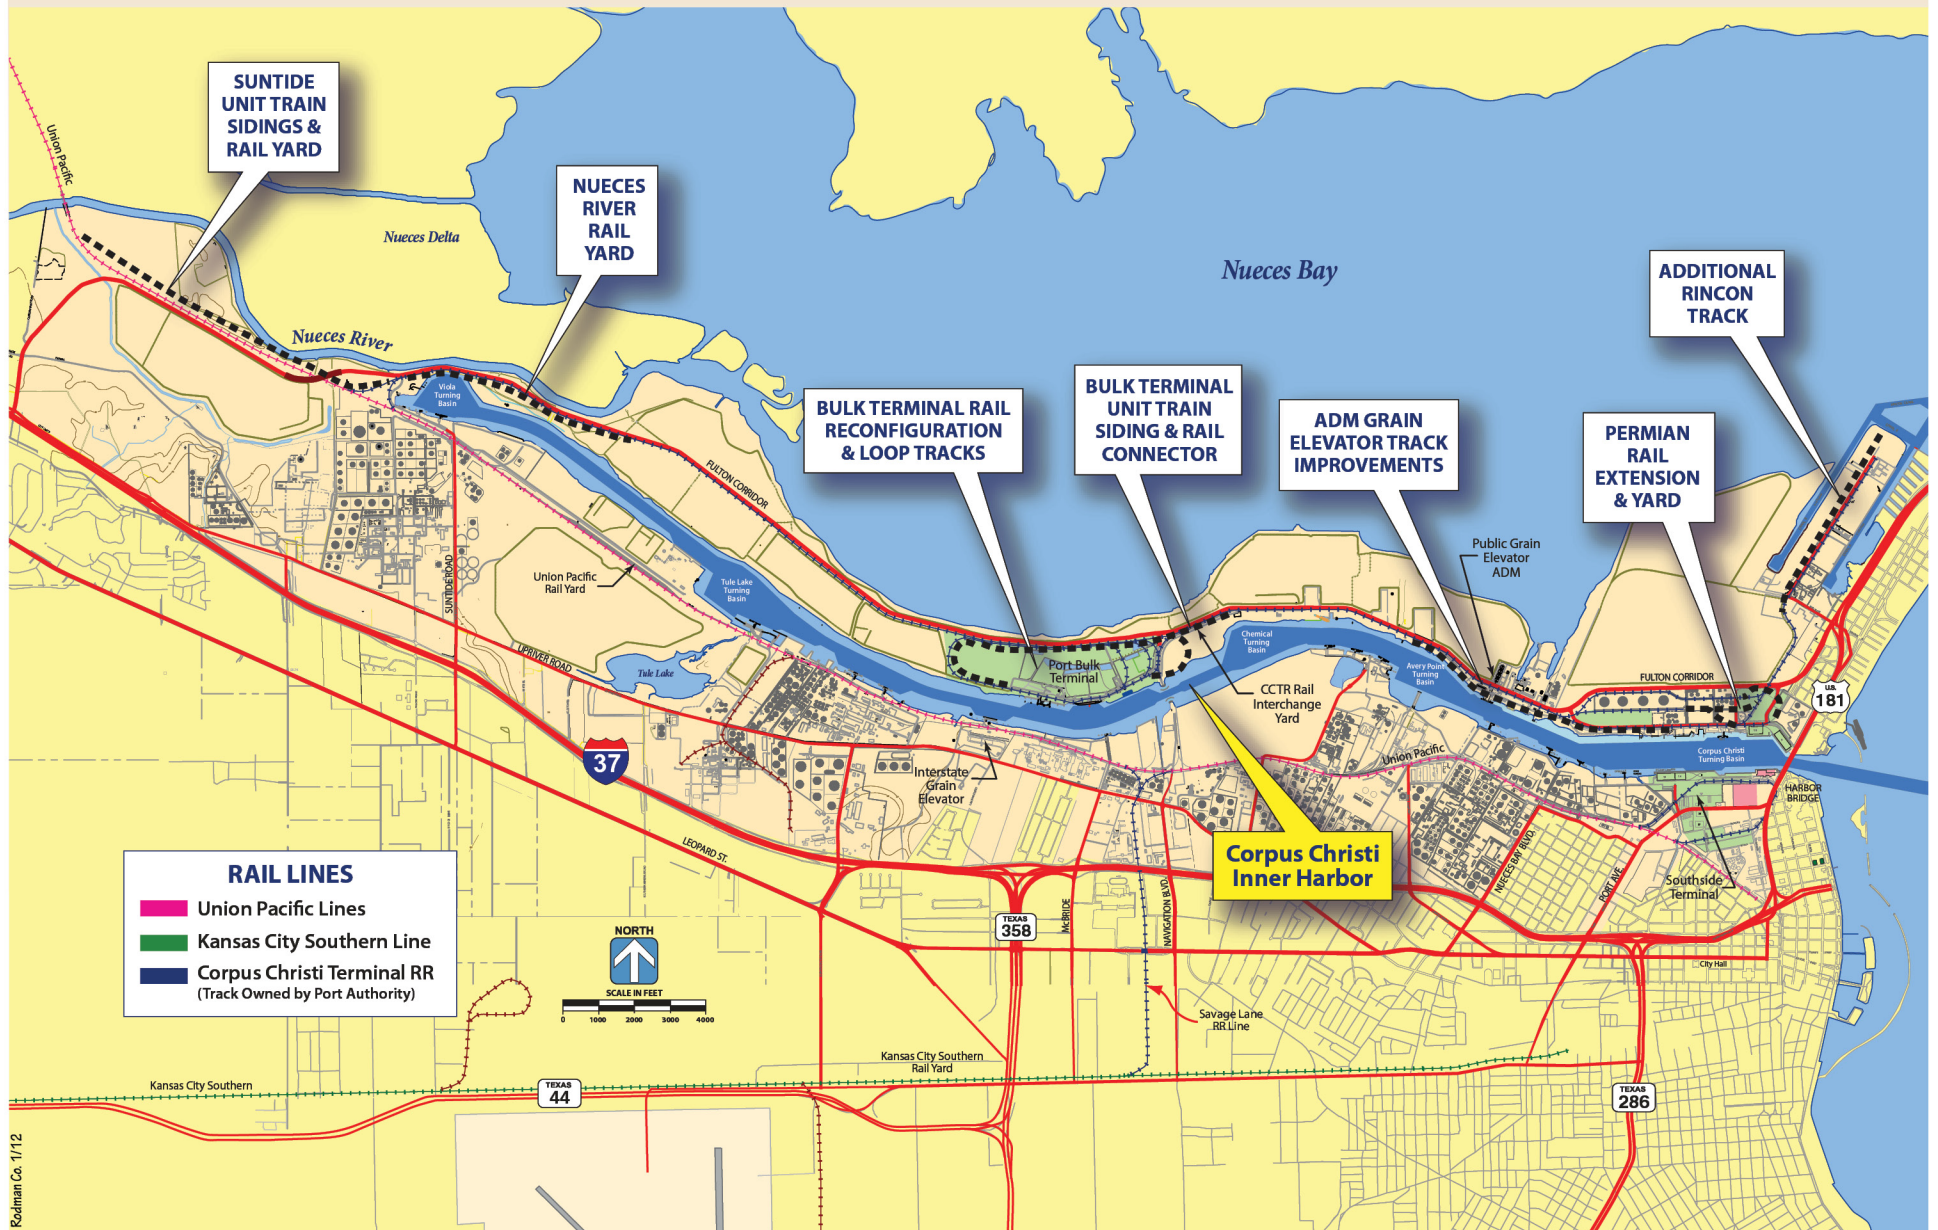 SUNTIDE
UNIT TRAIN
SIDINGS &
RAIL YARD
Union Pacific
NUECES
RIVER
RAIL
YARD
Nueces Delta
Nueces Bay
ADDITIONAL
RINCON
TRACK
Nueces River
Viola
Turning
Basin
BULK TERMINAL RAIL
RECONFIGURATION
& LOOP TRACKS
BULK TERMINAL
UNIT TRAIN
SIDING & RAIL
CONNECTOR
ADM GRAIN
ELEVATOR TRACK
IMPROVEMENTS
PERMIAN
RAIL
EXTENSION
& YARD
FULTON CORRIDOR
Public Grain
Elevator
ADM
Union Pacific
Rail Yard
SUNTIDE ROAD
Tule Lake
Turning
Basin
UPRIVER ROAD
Tule Lake
Port Bulk
Terminal
Chemical
Turning
Basin
Avery Point
Turning
Basin
CCTR Rail
Interchange
Yard
FULTON CORRIDOR
U.S.
181
37
Interstate
Grain
Elevator
Union Pacific
Corpus Christi
Turning Basin
HARBOR
BRIDGE
LEOPARD ST.
Corpus Christi
Inner Harbor
NUECES BAY BLVD.
PORT AVE.
Southside
Terminal
RAIL LINES
Union Pacific Lines
Kansas City Southern Line
Corpus Christi Terminal RR
(Track Owned by Port Authority)
NORTH
SCALE IN FEET
0 1000 2000 3000 4000
TEXAS
358
McBRIDE
NAVIGATION BLVD.
City Hall
Savage Lane
RR Line
Kansas City Southern
Rail Yard
Kansas City Southern
TEXAS
44
TEXAS
286
Rodman Co. 1/12